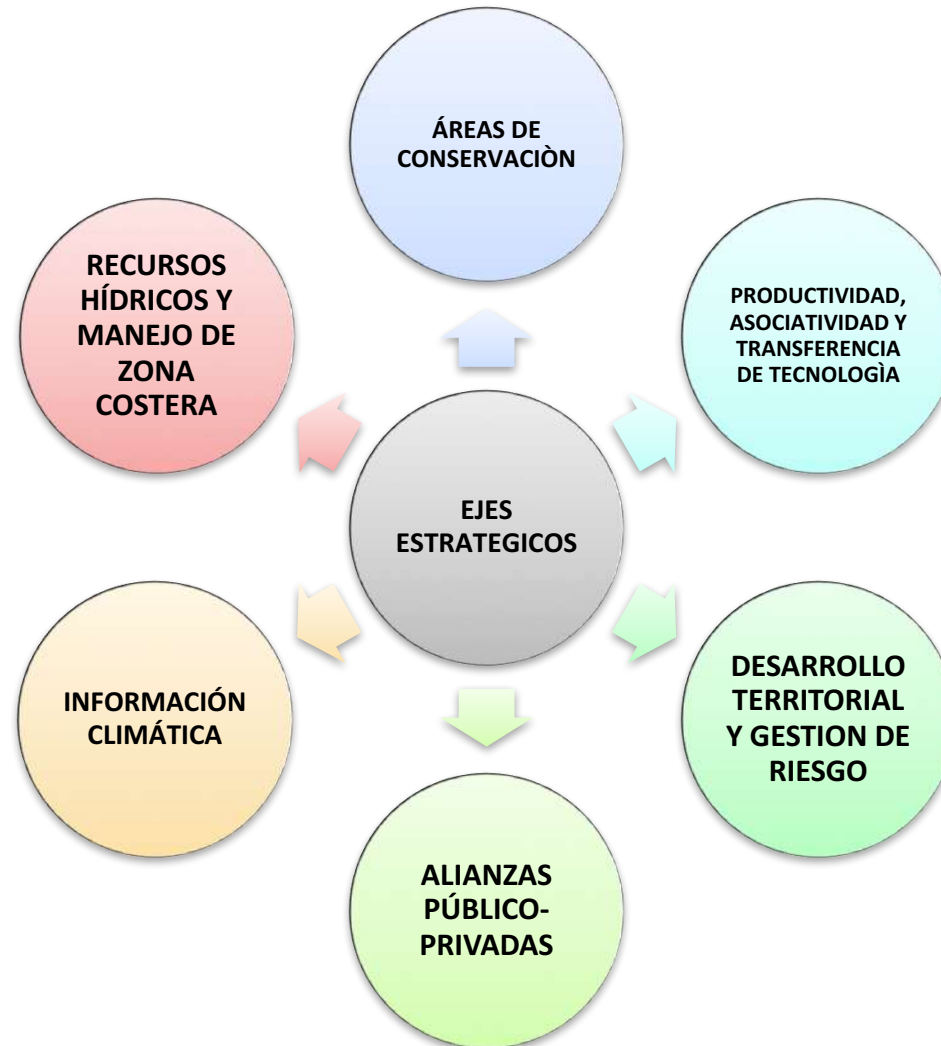 ÁREAS DE
CONSERVACIÒN
RECURSOS
HÍDRICOS Y
MANEJO DE
ZONA
COSTERA
PRODUCTIVIDAD,
ASOCIATIVIDAD Y
TRANSFERENCIA
DE TECNOLOGÌA
EJES
ESTRATEGICOS
INFORMACIÓN
CLIMÁTICA
DESARROLLO
TERRITORIAL
Y GESTION DE
RIESGO
ALIANZAS
PÚBLICO-
PRIVADAS